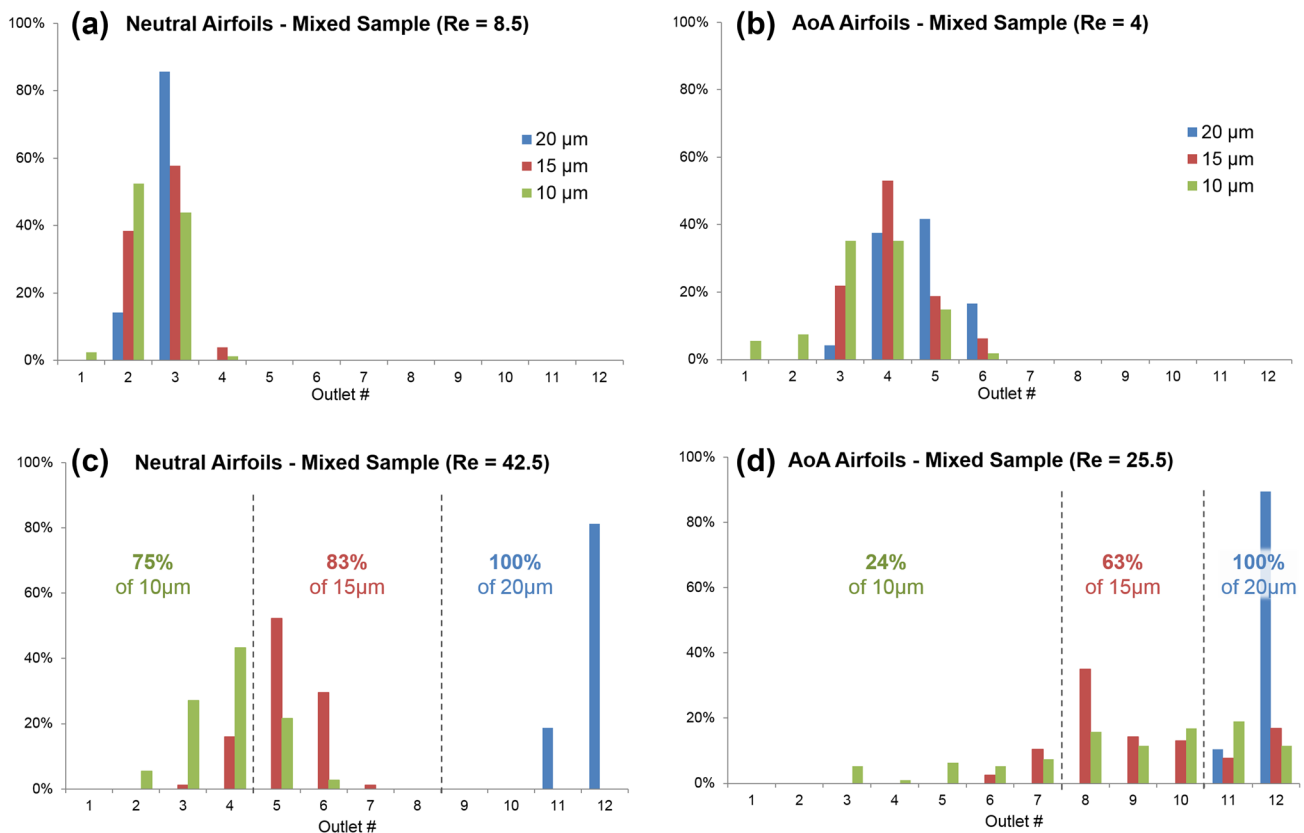 (a) Neutral Airfoils - Mixed Sample (Re = 8.5)
100%
80%
60%
40%
20%
0%
20 µm
15 µm
10 µm
1 2 3 4 5 6 7 8 9 10 11 12
Outlet #
(b) AoA Airfoils - Mixed Sample (Re = 4)
100%
80%
60%
40%
20%
0%
20 µm
15 µm
10 µm
1 2 3 4 5 6 7 8 9 10 11 12
Outlet #
(c) Neutral Airfoils - Mixed Sample (Re = 42.5)
100%
80%
60%
40%
20%
0%
75%
of 10µm
83%
of 15µm
100%
of 20µm
1 2 3 4 5 6 7 8 9 10 11 12
Outlet #
(d) AoA Airfoils - Mixed Sample (Re = 25.5)
100%
80%
60%
40%
20%
0%
24%
of 10µm
63%
of 15µm
100%
of 20µm
1 2 3 4 5 6 7 8 9 10 11 12
Outlet #